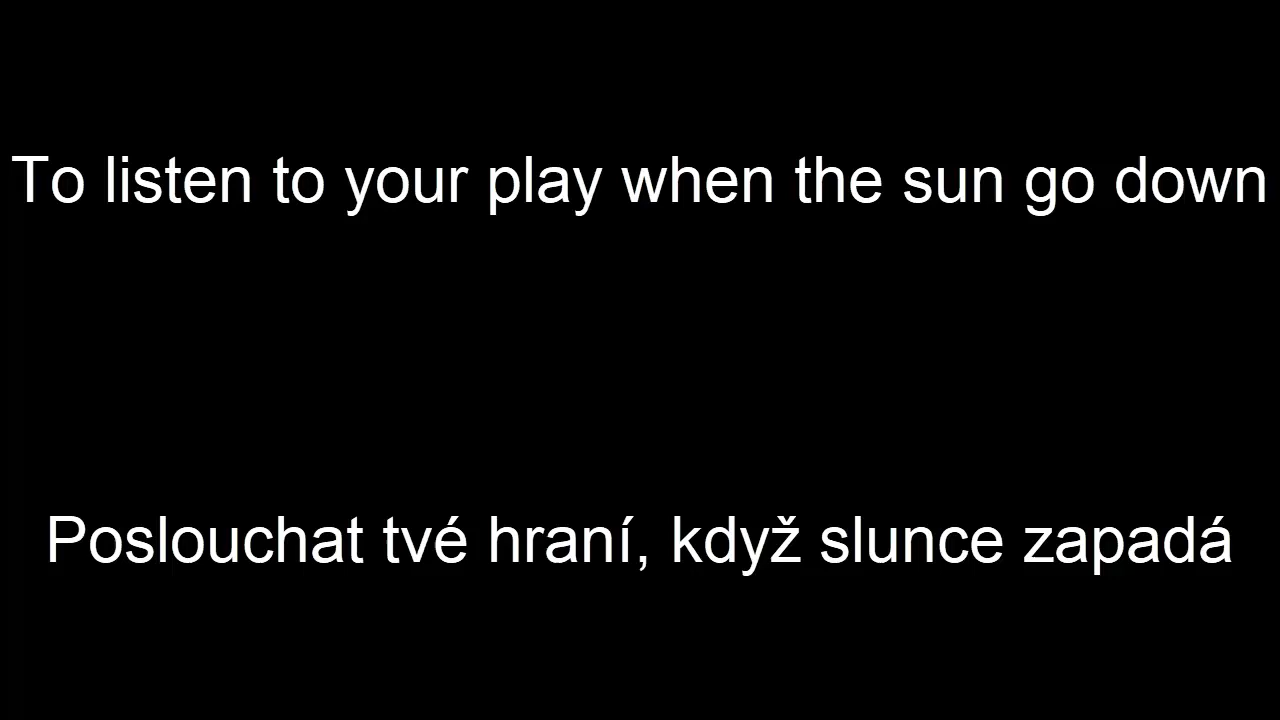 To listen to your play when the sun go down
Poslouchat tvé hraní, když slunce zapadá